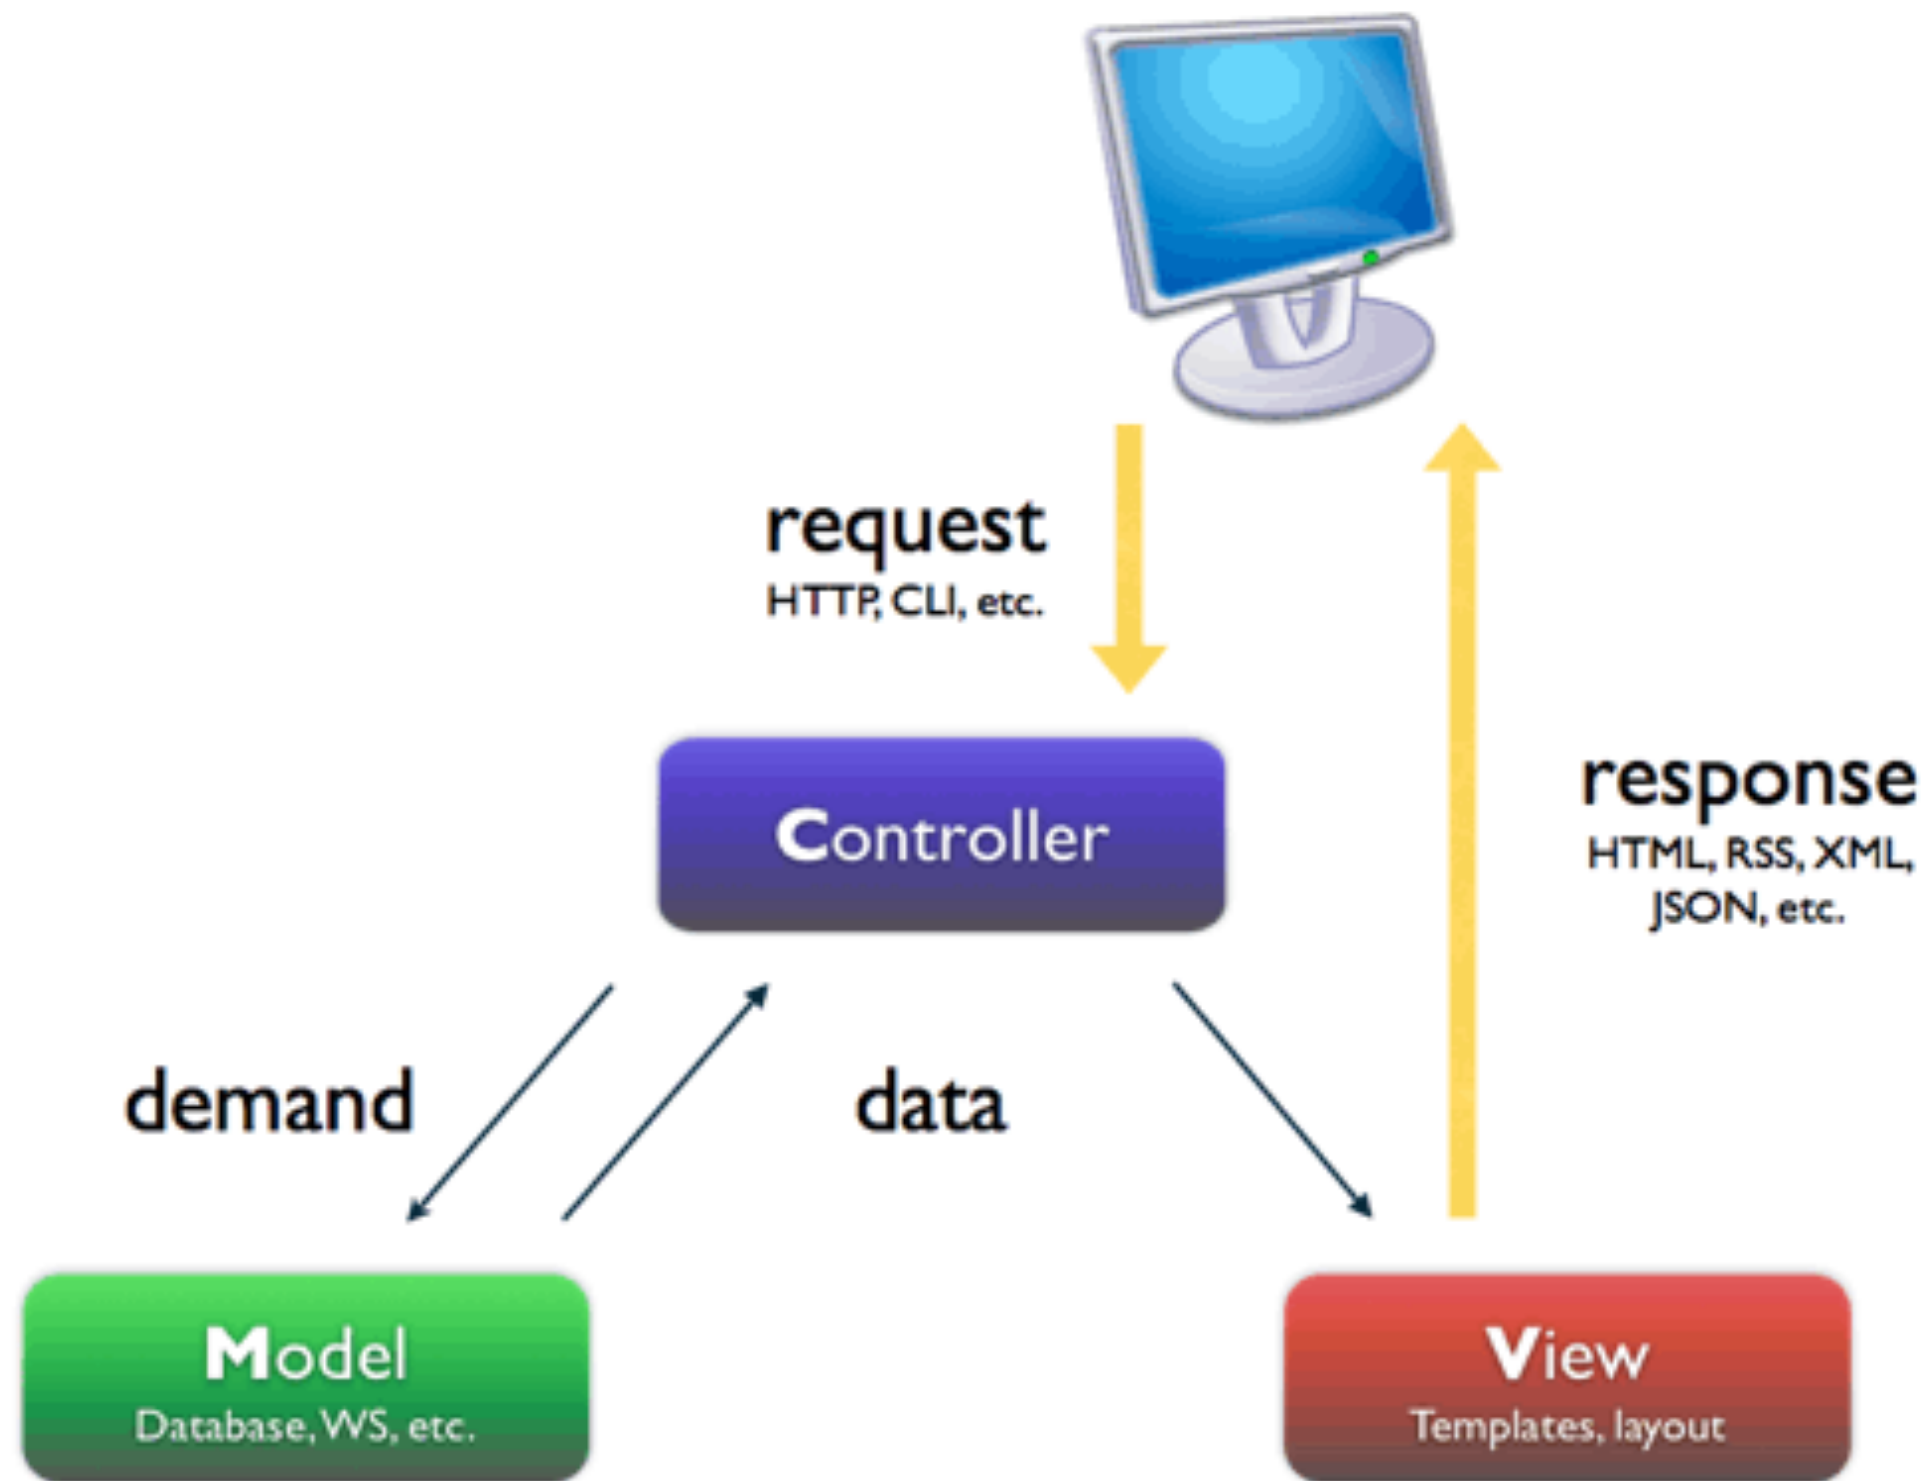 request
HTTP, CLI, etc.
Controller
response
HTML, RSS, XML,
JSON, etc.
demand
data
Model
Database, WS, etc.
View
Templates, layout